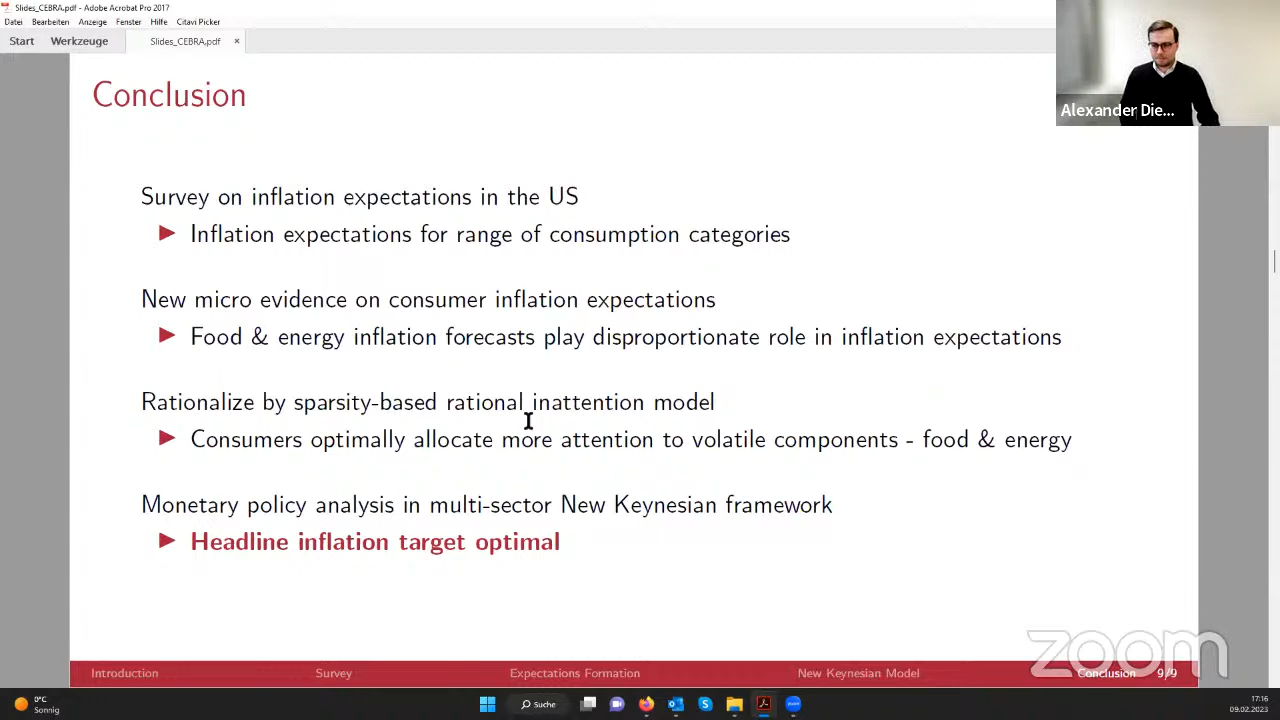 Slides_CEBRA.pdf - Adobe Acrobat Pro 2017
Datei Bearbeiten Anzeige Fenster Hilfe Citavi Picker
Start Werkzeuge Slides_CEBRA.pdf ×
Alexander Die...
Conclusion
Survey on inflation expectations in the US
▶ Inflation expectations for range of consumption categories
New micro evidence on consumer inflation expectations
▶ Food & energy inflation forecasts play disproportionate role in inflation expectations
Rationalize by sparsity-based rational inattention model
▶ Consumers optimally allocate more attention to volatile components - food & energy
Monetary policy analysis in multi-sector New Keynesian framework
▶ Headline inflation target optimal
zoom
Introduction Survey Expectations Formation New Keynesian Model Conclusion 9/9
0°C
Sonnig
Suche
17:16
09.02.2023